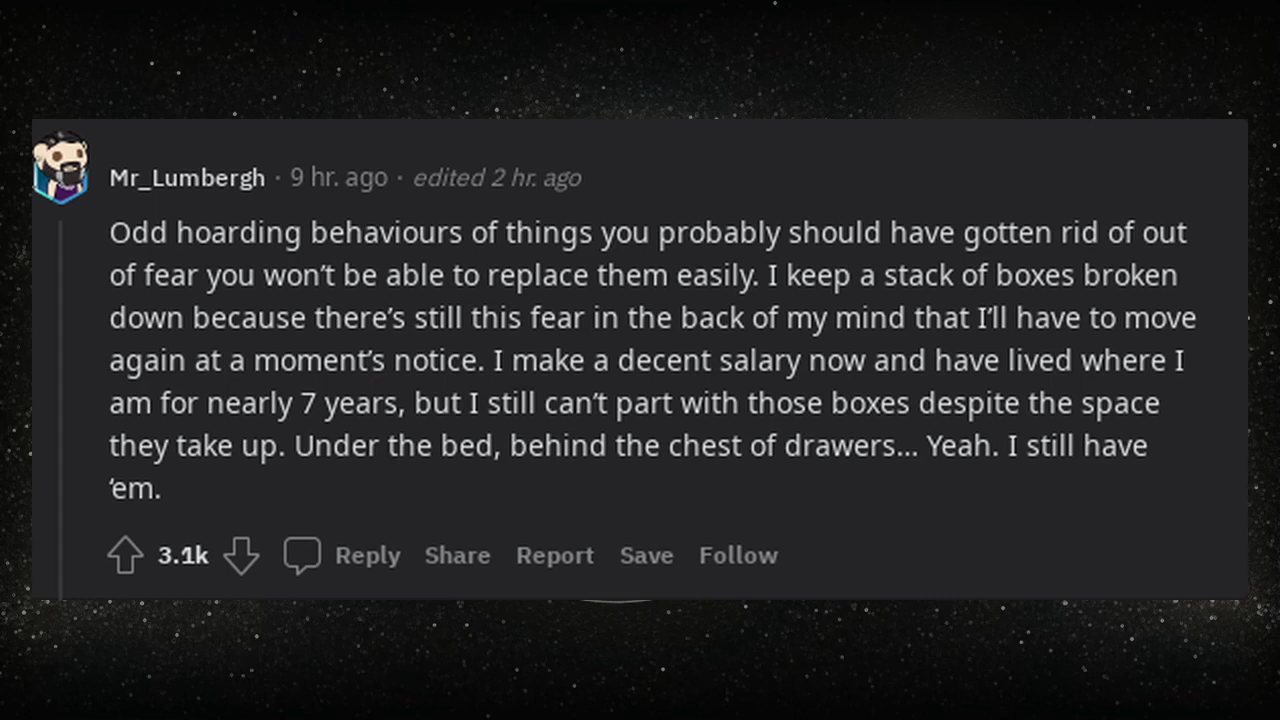 Mr_Lumbergh · 9 hr. ago · edited 2 hr. ago
Odd hoarding behaviours of things you probably should have gotten rid of out
of fear you won’t be able to replace them easily. I keep a stack of boxes broken
down because there’s still this fear in the back of my mind that I’ll have to move
again at a moment’s notice. I make a decent salary now and have lived where I
am for nearly 7 years, but I still can’t part with those boxes despite the space
they take up. Under the bed, behind the chest of drawers... Yeah. I still have
‘em.
3.1k Reply Share Report Save Follow